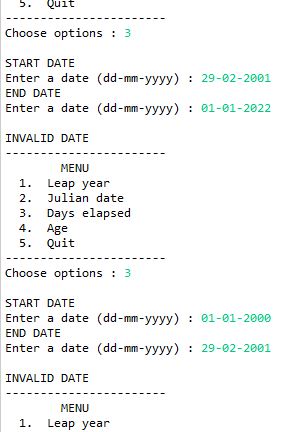 5. Quit
-----------------------
Choose options : 3
START DATE
Enter a date (dd-mm-yyyy) : 29-02-2001
END DATE
Enter a date (dd-mm-yyyy) : 01-01-2022
INVALID DATE
-----------------------
MENU
1. Leap year
2. Julian date
3. Days elapsed
4. Age
5. Quit
-----------------------
Choose options : 3
START DATE
Enter a date (dd-mm-yyyy) : 01-01-2000
END DATE
Enter a date (dd-mm-yyyy) : 29-02-2001
INVALID DATE
-----------------------
MENU
1. Leap year